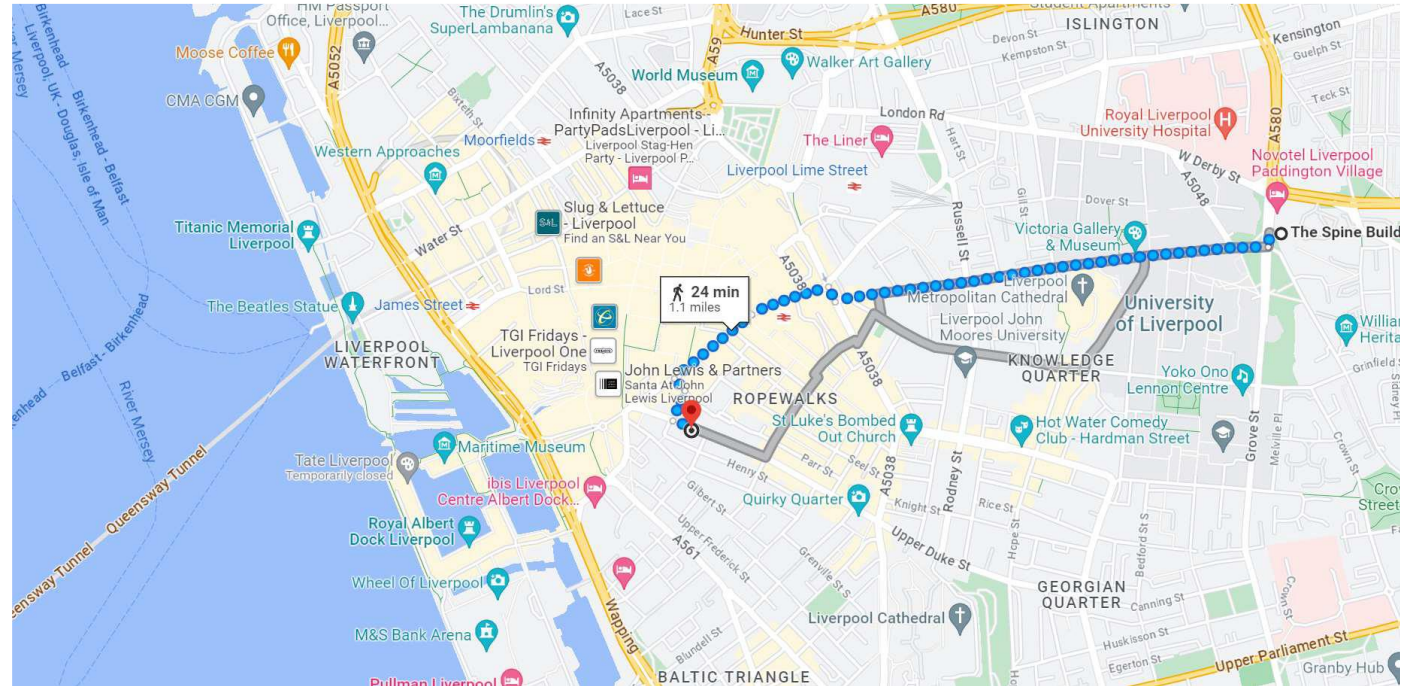 HM Passport
Office, Liverpool...
The Drumlin's
SuperLambanana
Lace St
A59
Hunter St
A580
Student Apartments
ISLINGTON
Devon St
Kempston St
Kensington
Guelph St
Birkenhead -
Liverpool, UK - Douglas, Isle of Man
Birkenhead - Belfast
River Mersey
Moose Coffee
A5052
CMA CGM
A5038
World Museum
Walker Art Gallery
Teck St
Bixteth St
Infinity Apartments -
PartyPadsLiverpool - Li...
Liverpool Stag-Hen
Party - Liverpool P...
London Rd
Royal Liverpool
University Hospital
A580
Moorfields
The Liner
Hart St
Western Approaches
Liverpool Lime Street
W Derby St
A5048
Novotel Liverpool
Paddington Village
Gill St
Dover St
Russell St
Titanic Memorial
Liverpool
Water St
S&L
Slug & Lettuce
- Liverpool
Find an S&L Near You
Victoria Gallery
& Museum
The Spine Build
A5038
Lord St
24 min
1.1 miles
Liverpool
Metropolitan Cathedral
The Beatles Statue
James Street
University
of Liverpool
Liverpool John
Moores University
William
Herita
TGI Fridays -
Liverpool One
TGI Fridays
LIVERPOOL
WATERFRONT
Belfast - Birkenhead
River Mersey
KNOWLEDGE
QUARTER
Grinfield S
Sidney Pl
John Lewis & Partners
Santa At John
Lewis Liverpool
A5038
Yoko Ono
Lennon Centre
ROPEWALKS
St Luke's Bombed
Out Church
Hot Water Comedy
Club - Hardman Street
Grove St
Melville Pl
Crown St
Maritime Museum
Tate Liverpool
Temporarily closed
Queensway Tunnel
Henry St
Parr St
Seel St
A5038
Rodney St
ibis Liverpool
Centre Albert Dock...
Gilbert St
Quirky Quarter
Knight St
Rice St
Cro
Street
Royal Albert
Dock Liverpool
Upper Frederick St
A561
Upper Duke St
Hope St
Bedford St S
Queensway Tunnel
Wheel Of Liverpool
Grenville St S
GEORGIAN
QUARTER
Canning St
Crown St
Wapping
Liverpool Cathedral
M&S Bank Arena
Blundell St
Huskisson St
Egerton St
Upper Parliament St
Granby Hub
Pullman Liverpool
BALTIC TRIANGLE